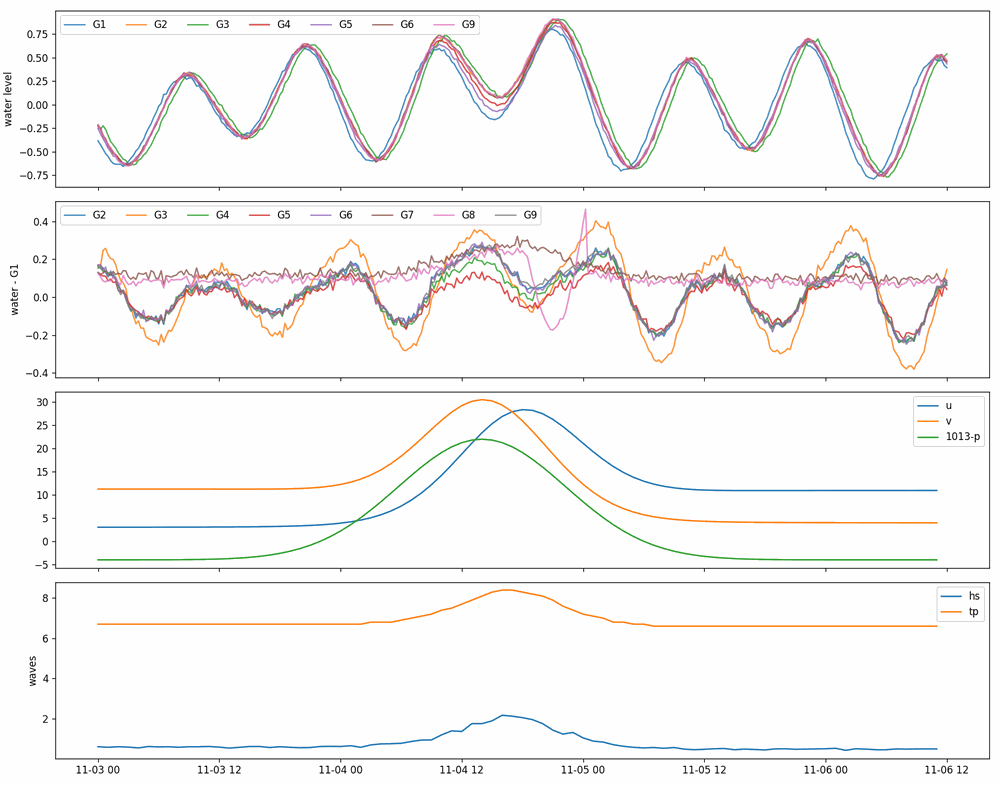 G1 G2 G3 G4 G5 G6 G9
water level
0.75
0.50
0.25
0.00
−0.25
−0.50
−0.75
G2 G3 G4 G5 G6 G7 G8 G9
water - G1
0.4
0.2
0.0
−0.2
−0.4
u
v
1013-p
30
25
20
15
10
5
0
−5
hs
tp
waves
8
6
4
2
11-03 00 11-03 12 11-04 00 11-04 12 11-05 00 11-05 12 11-06 00 11-06 12